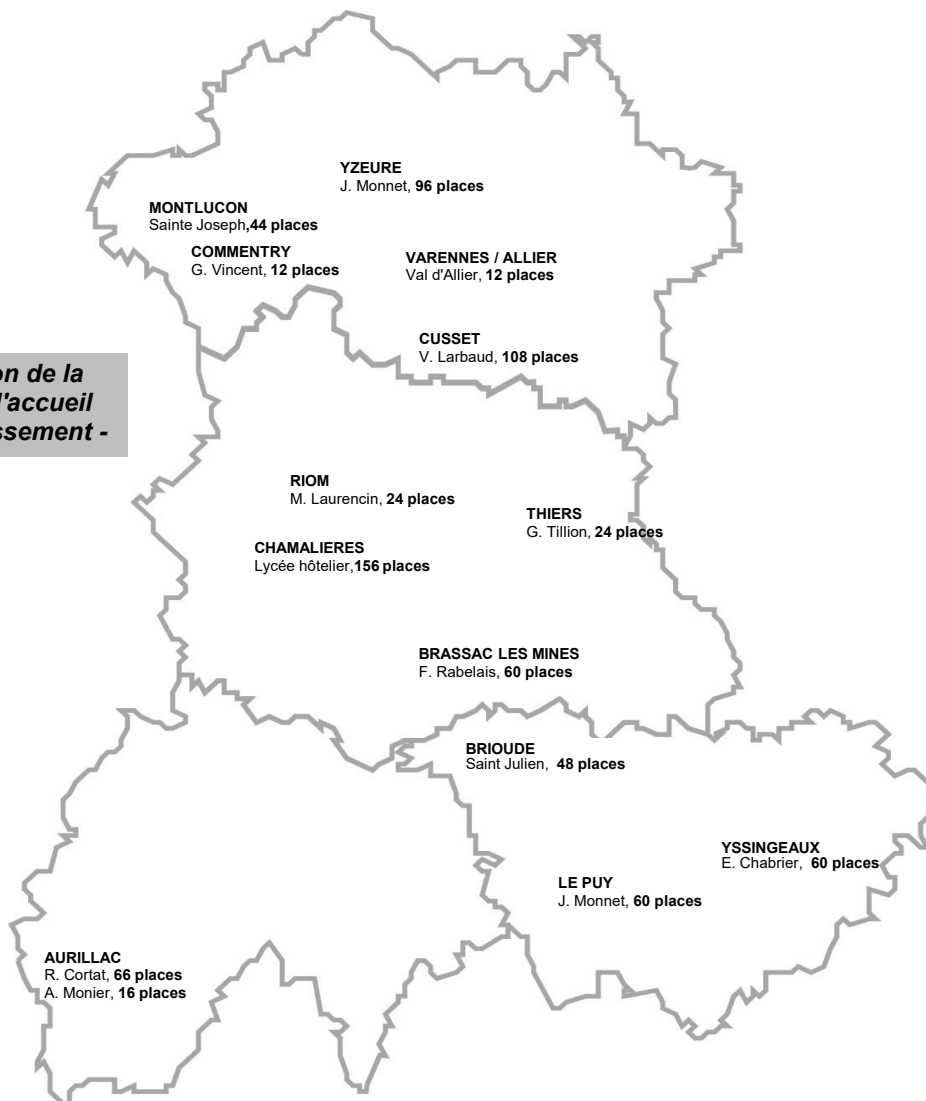 YZEURE
J. Monnet, 96 places
MONTLUCON
Sainte Joseph,44 places
COMMENTRY
G. Vincent, 12 places
VARENNES / ALLIER
Val d'Allier, 12 places
CUSSET
V. Larbaud, 108 places
on de la
d'accueil
ssement -
RIOM
M. Laurencin, 24 places
THIERS
G. Tillion, 24 places
CHAMALIERES
Lycée hôtelier,156 places
BRASSAC LES MINES
F. Rabelais, 60 places
BRIOUDE
Saint Julien, 48 places
YSSINGEAUX
E. Chabrier, 60 places
LE PUY
J. Monnet, 60 places
AURILLAC
R. Cortat, 66 places
A. Monier, 16 places